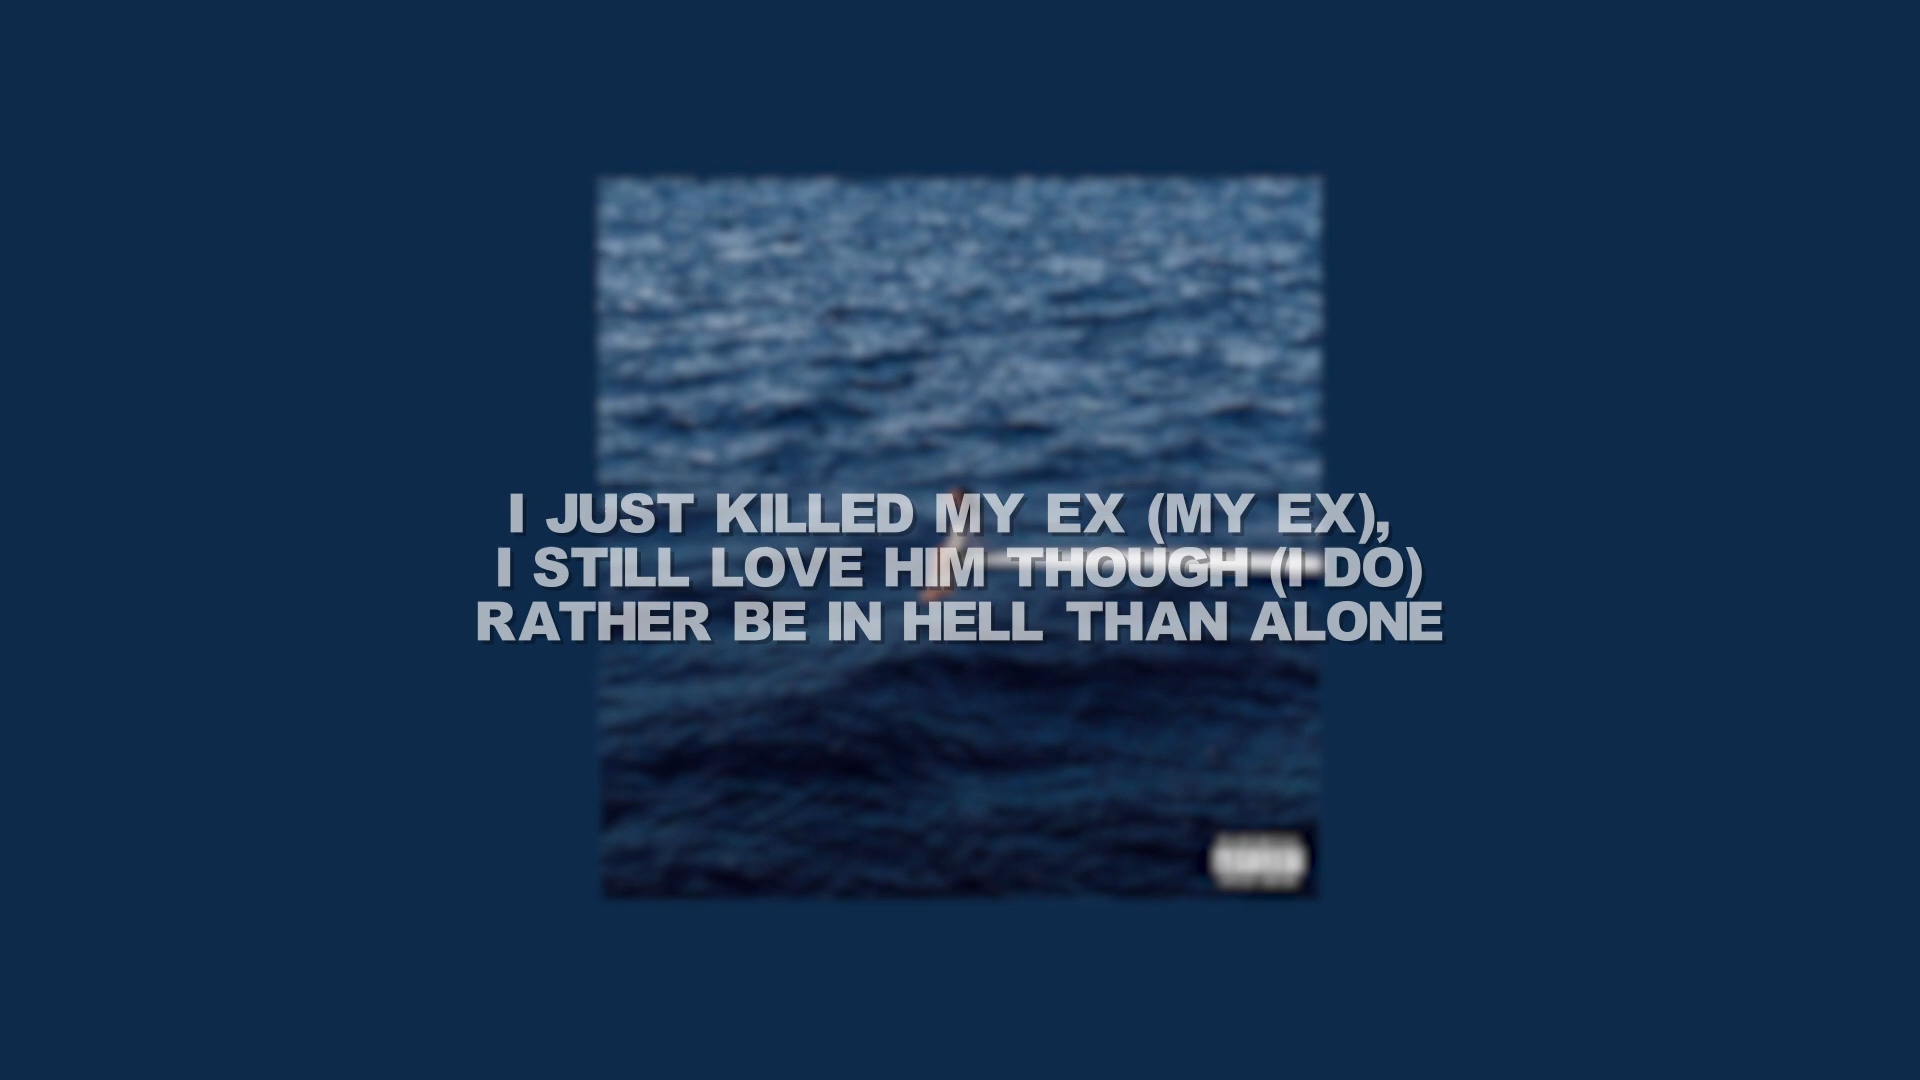 I JUST KILLED MY EX (MY EX),
I STILL LOVE HIM THOUGH (I DO)
RATHER BE IN HELL THAN ALONE